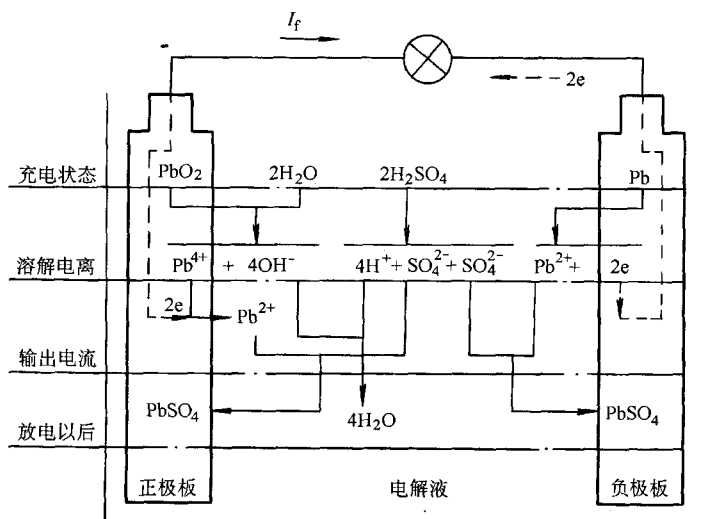 I_f
2e
充电状态 PbO₂ 2H₂O 2H₂SO₄ Pb
溶解电离 Pb⁴⁺ + 4OH⁻ 4H⁺ + SO₄²⁻ + SO₄²⁻ Pb²⁺ + 2e
2e Pb²⁺
输出电流
PbSO₄ 4H₂O PbSO₄
放电以后
正极板 电解液 负极板